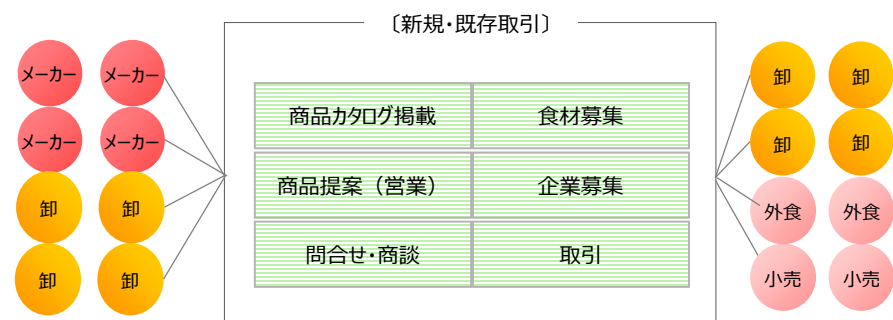 〔新規・既存取引〕
メーカー メーカー
メーカー メーカー
卸 卸
卸 卸
商品カタログ掲載 食材募集
商品提案（営業） 企業募集
問合せ・商談 取引
卸 卸
卸 卸
外食 外食
小売 小売